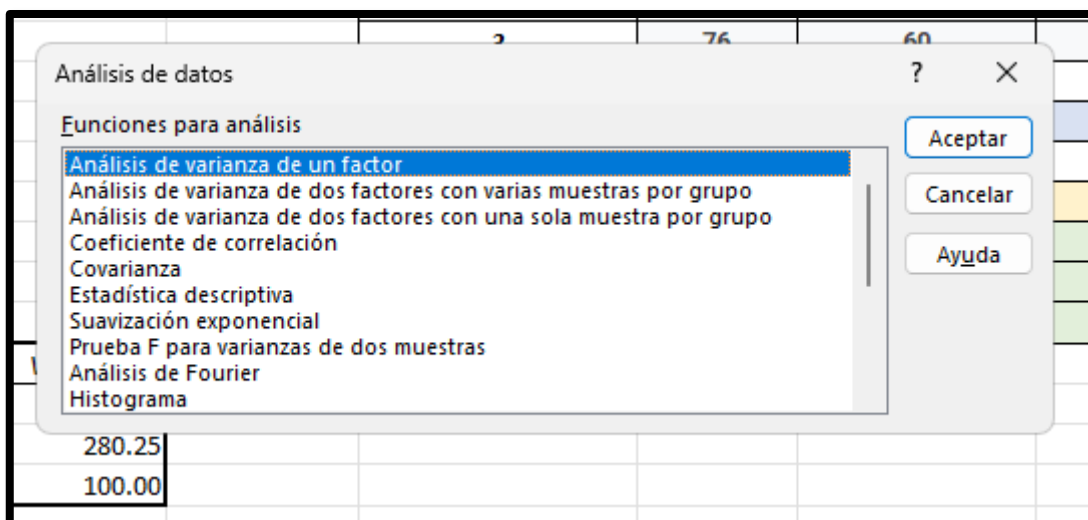 76 60
Análisis de datos ?
Funciones para análisis
Aceptar
Análisis de varianza de un factor
Análisis de varianza de dos factores con varias muestras por grupo
Cancelar
Análisis de varianza de dos factores con una sola muestra por grupo
Coeficiente de correlación
Ayuda
Covarianza
Estadística descriptiva
Suavización exponencial
Prueba F para varianzas de dos muestras
Análisis de Fourier
Histograma
280.25
100.00